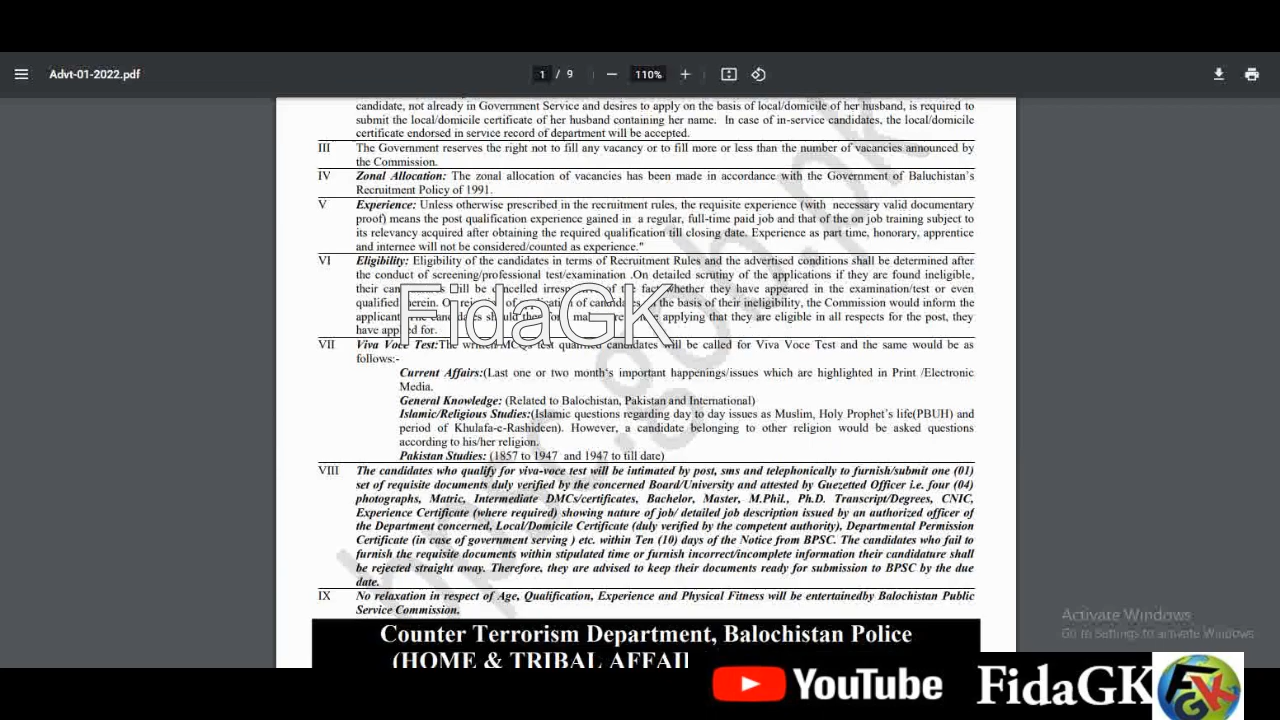 Advt-01-2022.pdf
1 / 9
110%
candidate, not already in Government Service and desires to apply on the basis of local/domicile of her husband, is required to
submit the local/domicile certificate of her husband containing her name. In case of in-service candidates, the local/domicile
certificate endorsed in service record of department will be accepted.
III The Government reserves the right not to fill any vacancy or to fill more or less than the number of vacancies announced by
the Commission.
IV Zonal Allocation: The zonal allocation of vacancies has been made in accordance with the Government of Baluchistan's
Recruitment Policy of 1991.
V Experience: Unless otherwise prescribed in the recruitment rules, the requisite experience (with necessary valid documentary
proof) means the post qualification experience gained in a regular, full-time paid job and that of the on job training subject to
its relevancy acquired after obtaining the required qualification till closing date. Experience as part time, honorary, apprentice
and internee will not be considered/counted as experience."
VI Eligibility: Eligibility of the candidates in terms of Recruitment Rules and the advertised conditions shall be determined after
the conduct of screening/professional test/examination .On detailed scrutiny of the applications if they are found ineligible,
their will be cancelled of the fact whether they have appeared in the examination/test or even
qualified herein. of the basis of their ineligibility, the Commission would inform the
applicant should applying that they are eligible in all respects for the post, they
have applied for.
FidaGK
VII Viva Voce Test:The written/MCQs test qualified candidates will be called for Viva Voce Test and the same would be as
follows:-
Current Affairs:(Last one or two month's important happenings/issues which are highlighted in Print /Electronic
Media.
General Knowledge: (Related to Balochistan, Pakistan and International)
Islamic/Religious Studies:(Islamic questions regarding day to day issues as Muslim, Holy Prophet's life(PBUH) and
period of Khulafa-e-Rashideen). However, a candidate belonging to other religion would be asked questions
according to his/her religion.
Pakistan Studies: (1857 to 1947 and 1947 to till date)
VIII The candidates who qualify for viva-voce test will be intimated by post, sms and telephonically to furnish/submit one (01)
set of requisite documents duly verified by the concerned Board/University and attested by Guezetted Officer i.e. four (04)
photographs, Matric, Intermediate DMCs/certificates, Bachelor, Master, M.Phil., Ph.D. Transcript/Degrees, CNIC,
Experience Certificate (where required) showing nature of job/ detailed job description issued by an authorized officer of
the Department concerned, Local/Domicile Certificate (duly verified by the competent authority), Departmental Permission
Certificate (in case of government serving ) etc. within Ten (10) days of the Notice from BPSC. The candidates who fail to
furnish the requisite documents within stipulated time or furnish incorrect/incomplete information their candidature shall
be rejected straight away. Therefore, they are advised to keep their documents ready for submission to BPSC by the due
date.
IX No relaxation in respect of Age, Qualification, Experience and Physical Fitness will be entertainedby Balochistan Public
Service Commission.
Counter Terrorism Department, Balochistan Police
(HOME & TRIBAL AFFAI
Activate Windows
Go to Settings to activate Windows
YouTube FidaGK